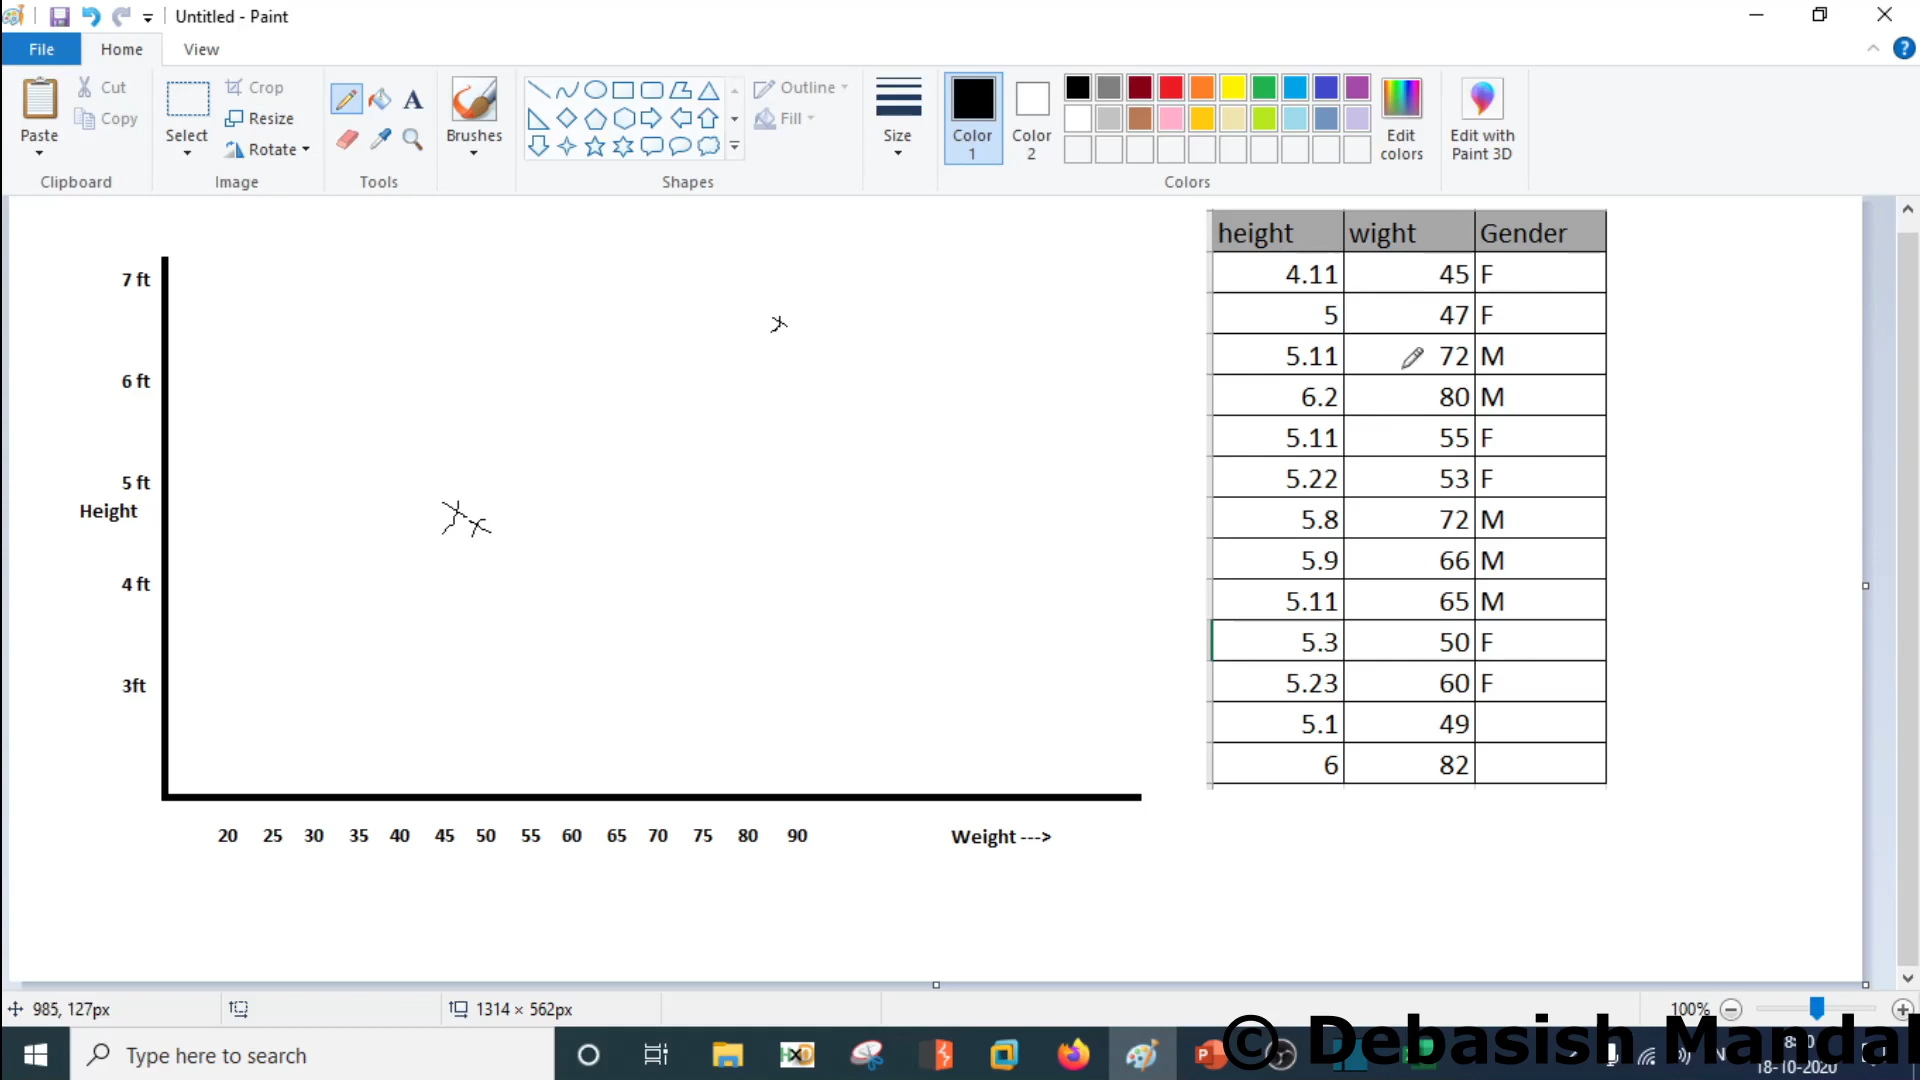 Untitled - Paint
File Home View
Paste
Cut
Copy
Clipboard
Select
Crop
Resize
Rotate
Image
Tools
Brushes
Shapes
Outline
Fill
Size
Color 1
Color 2
Colors
Edit colors
Edit with Paint 3D
7 ft
6 ft
5 ft
Height
4 ft
3ft
20 25 30 35 40 45 50 55 60 65 70 75 80 90 Weight --->
height wight Gender
4.11 45 F
5 47 F
5.11 72 M
6.2 80 M
5.11 55 F
5.22 53 F
5.8 72 M
5.9 66 M
5.11 65 M
5.3 50 F
5.23 60 F
5.1 49
6 82
985, 127px
1314 × 562px
100%
Type here to search
© Debasish Mandal
18-10-2020